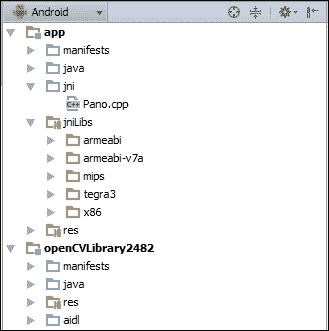 Android
app
manifests
java
jni
Pano.cpp
jniLibs
armeabi
armeabi-v7a
mips
tegra3
x86
res
openCVLibrary2482
manifests
java
res
aidl